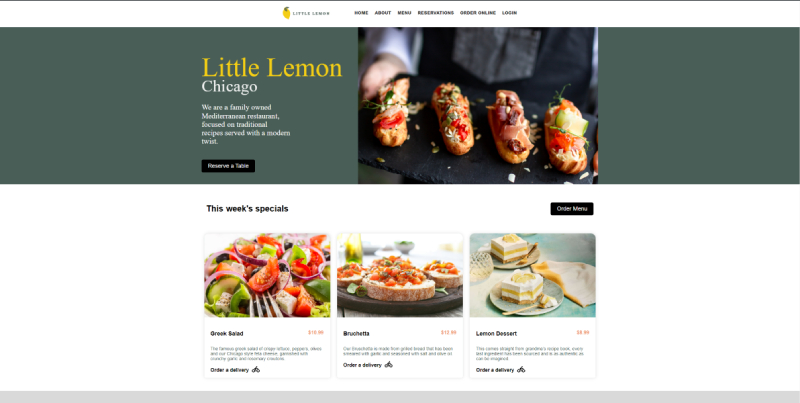 LITTLE LEMON
HOME ABOUT MENU RESERVATIONS ORDER ONLINE LOGIN
Little Lemon
Chicago
We are a family owned
Mediterranean restaurant,
focused on traditional
recipes served with a modern
twist.
Reserve a Table
This week's specials
Order Menu
Greek Salad
The famous greek salad of crispy lettuce, peppers, olives
and our Chicago style feta cheese, garnished with
crunchy garlic and rosemary croutons.
Order a delivery
Bruchetta $12.99
Our Bruschetta is made from grilled bread that has been
smeared with garlic and seasoned with salt and olive oil.
Order a delivery
Lemon Dessert
This comes straight from grandma's recipe book, every
last ingredient has been sourced and is as authentic as
can be imagined.
Order a delivery